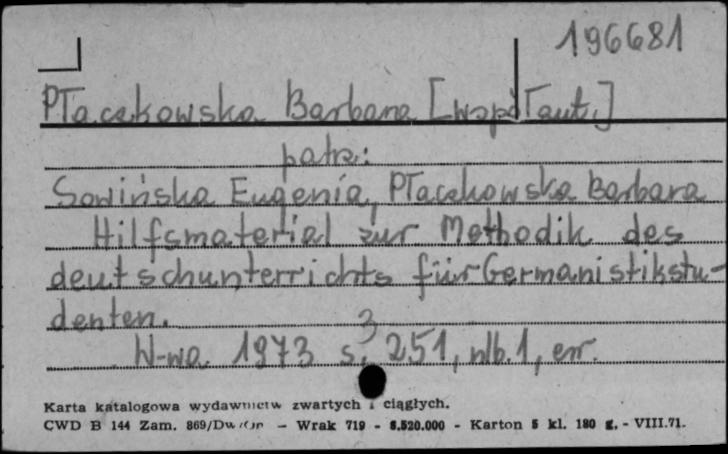 196681
Płaczkowska Barbara [współaut.]
patrz:
Sowińska Eugenia, Płaczkowska Barbara
Hilfsmaterial zur Methodik des
deutschunterrichts für Germanistikstu-
denten.
W-wa 1973 s. 3 251, nlb. 1, err.
Karta katalogowa wydawnictw zwartych i ciągłych.
CWD B 144 Zam. 869/Dw - Wrak 719 - 8.520.000 - Karton 5 kl. 180 g. - VIII.71.